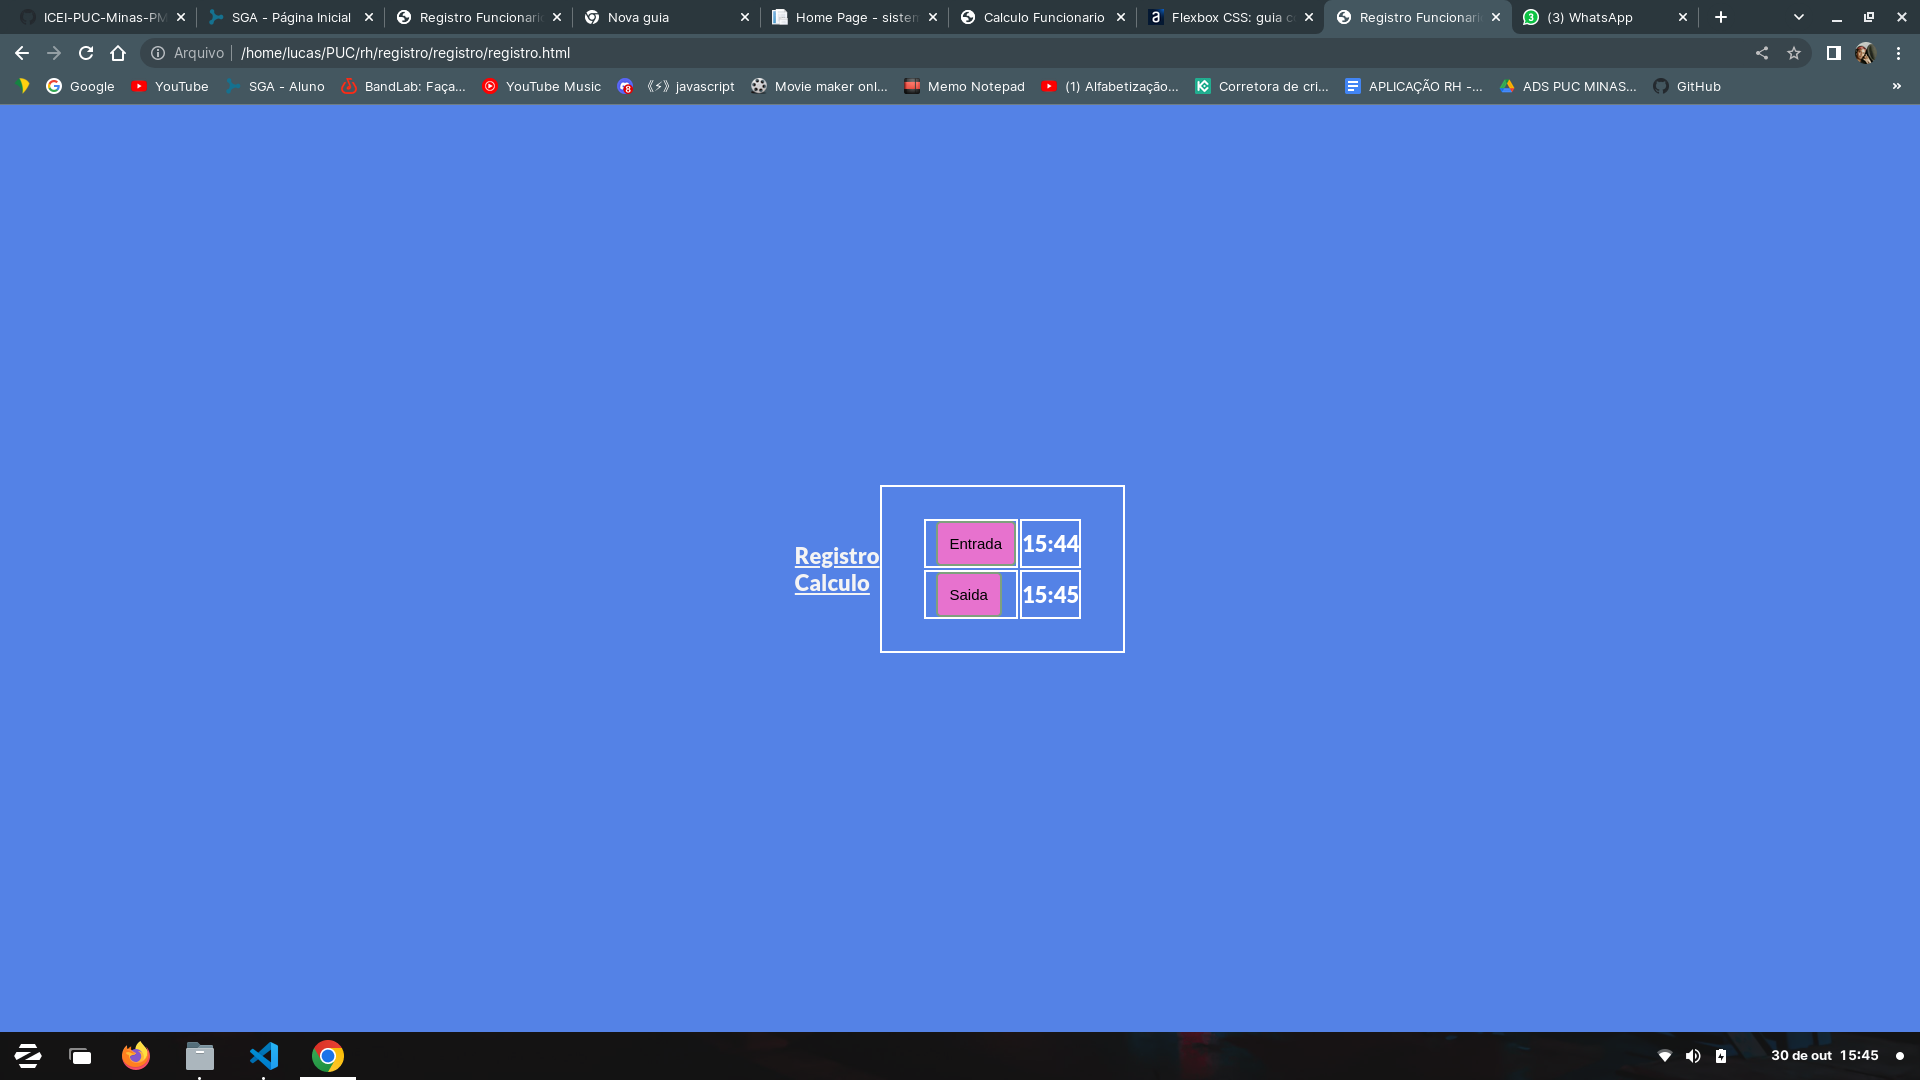 ICEI-PUC-Minas-PM
SGA - Página Inicial
Registro Funcionari
Nova guia
Home Page - sistem
Calculo Funcionario
Flexbox CSS: guia c
Registro Funcionari
(3) WhatsApp
Arquivo
/home/lucas/PUC/rh/registro/registro/registro.html
Google
YouTube
SGA - Aluno
BandLab: Faça...
YouTube Music
8
《⚡》javascript
Movie maker onl...
Memo Notepad
(1) Alfabetização...
Corretora de cri...
APLICAÇÃO RH -...
ADS PUC MINAS...
GitHub
»
Registro
Calculo
Entrada
15:44
Saida
15:45
30 de out 15:45